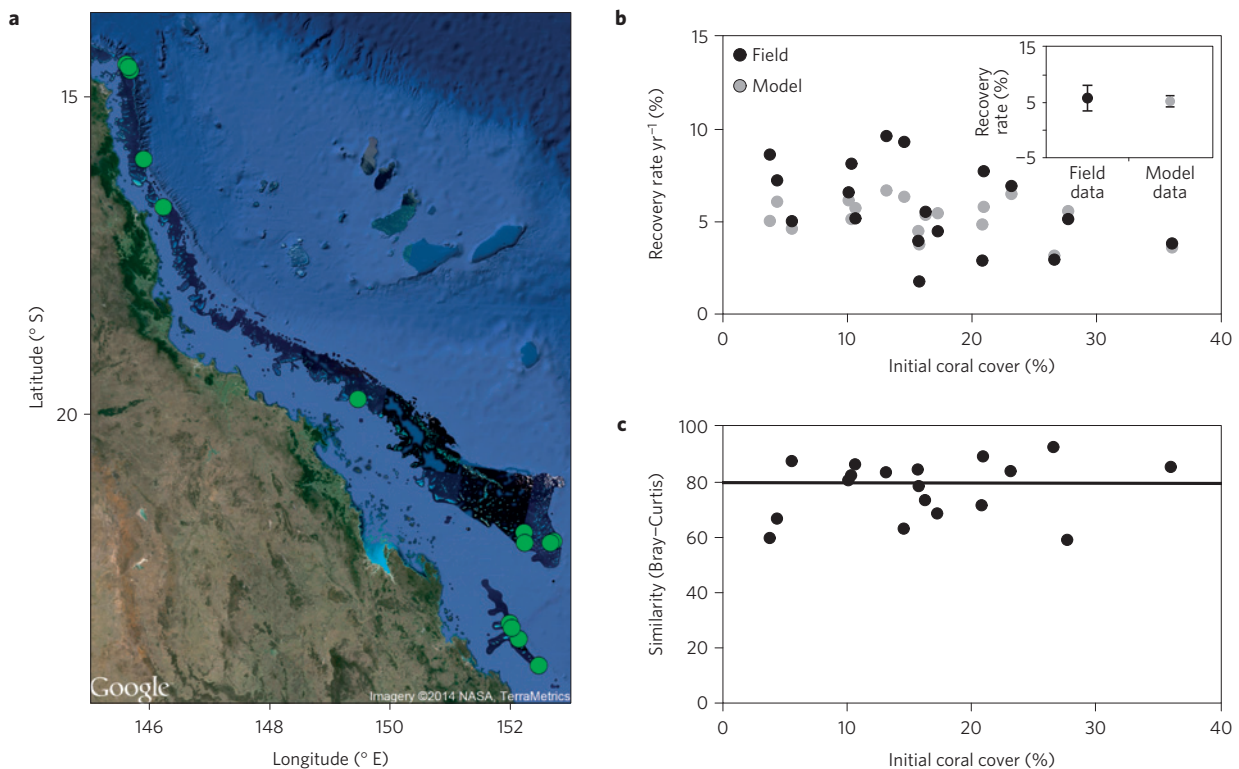 a
15
20
Latitude (° S)
Google
Imagery ©2014 NASA, TerraMetrics
146 148 150 152
Longitude (° E)
b
15
10
5
0
Recovery rate yr⁻¹ (%)
Field
Model
15
5
−5
Recovery
rate (%)
Field
data
Model
data
0 10 20 30 40
Initial coral cover (%)
c
100
80
60
40
20
0
Similarity (Bray–Curtis)
0 10 20 30 40
Initial coral cover (%)